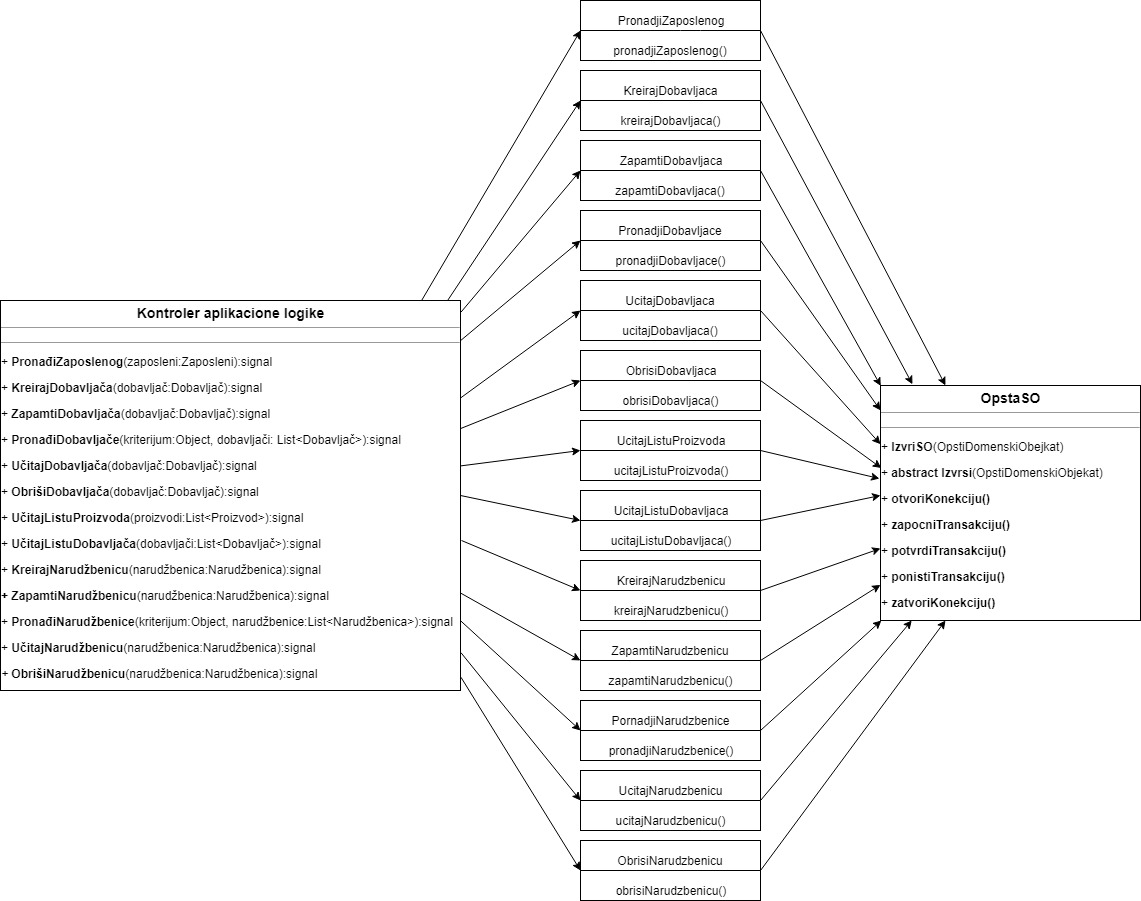 PronadjiZaposlenog
pronadjiZaposlenog()
KreirajDobavljaca
kreirajDobavljaca()
ZapamtiDobavljaca
zapamtiDobavljaca()
PronadjiDobavljace
pronadjiDobavljace()
UcitajDobavljaca
ucitajDobavljaca()
ObrisiDobavljaca
obrisiDobavljaca()
UcitajListuProizvoda
ucitajListuProizvoda()
UcitajListuDobavljaca
ucitajListuDobavljaca()
KreirajNarudzbenicu
kreirajNarudzbenicu()
ZapamtiNarudzbenicu
zapamtiNarudzbenicu()
PornadjiNarudzbenice
pronadjiNarudzbenice()
UcitajNarudzbenicu
ucitajNarudzbenicu()
ObrisiNarudzbenicu
obrisiNarudzbenicu()
Kontroler aplikacione logike
+ PronađiZaposlenog(zaposleni:Zaposleni):signal
+ KreirajDobavljača(dobavljač:Dobavljač):signal
+ ZapamtiDobavljača(dobavljač:Dobavljač):signal
+ PronađiDobavljače(kriterijum:Object, dobavljači: List<Dobavljač>):signal
+ UčitajDobavljača(dobavljač:Dobavljač):signal
+ ObrišiDobavljača(dobavljač:Dobavljač):signal
+ UčitajListuProizvoda(proizvodi:List<Proizvod>):signal
+ UčitajListuDobavljača(dobavljači:List<Dobavljač>):signal
+ KreirajNarudžbenicu(narudžbenica:Narudžbenica):signal
+ ZapamtiNarudžbenicu(narudžbenica:Narudžbenica):signal
+ PronađiNarudžbenice(kriterijum:Object, narudžbenice:List<Narudžbenica>):signal
+ UčitajNarudžbenicu(narudžbenica:Narudžbenica):signal
+ ObrišiNarudžbenicu(narudžbenica:Narudžbenica):signal
OpstaSO
+ IzvriSO(OpstiDomenskiObejkat)
+ abstract Izvrsi(OpstiDomenskiObjekat)
+ otvoriKonekciju()
+ zapocniTransakciju()
+ potvrdiTransakciju()
+ ponistiTransakciju()
+ zatvoriKonekciju()